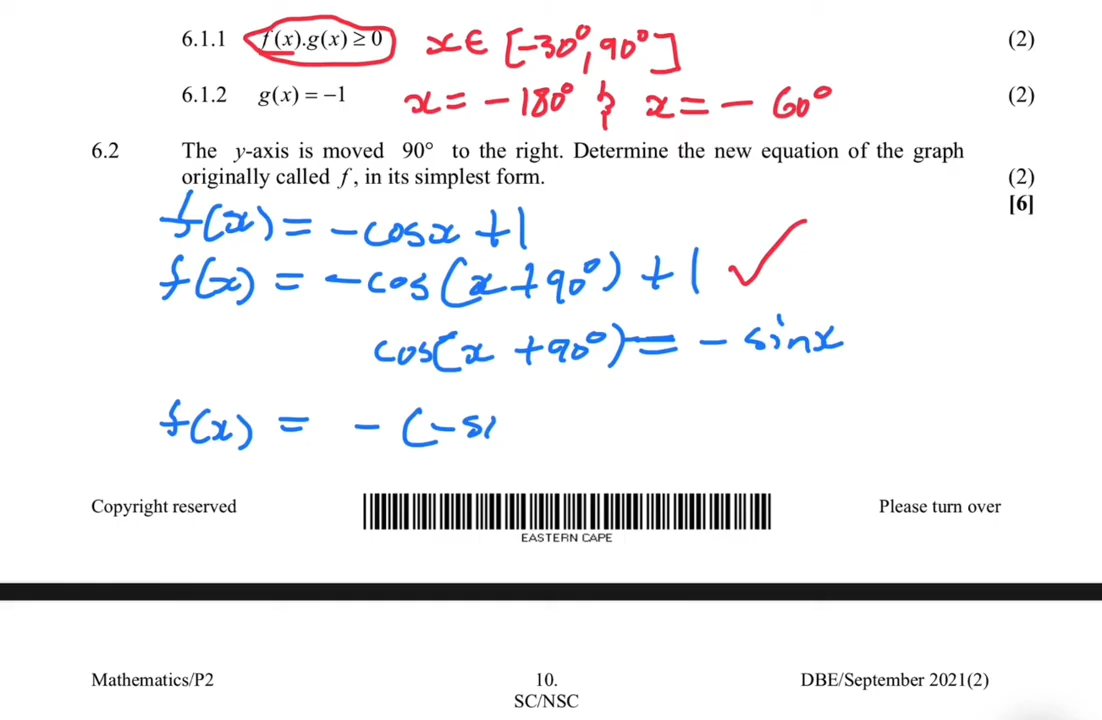 6.1.1 f(x).g(x) ≥ 0 x ∈ [-30°, 90°] (2)
6.1.2 g(x) = −1 x = -180° & x = - 60° (2)
6.2 The y-axis is moved 90° to the right. Determine the new equation of the graph
originally called f, in its simplest form. (2)
[6]
f(x) = -cosx +1
f(x) = -cos(x+90°) +1 ✓
cos(x +90°) = - sinx
f(x) = - (-si
Copyright reserved Please turn over
EASTERN CAPE
Mathematics/P2 10. DBE/September 2021(2)
SC/NSC